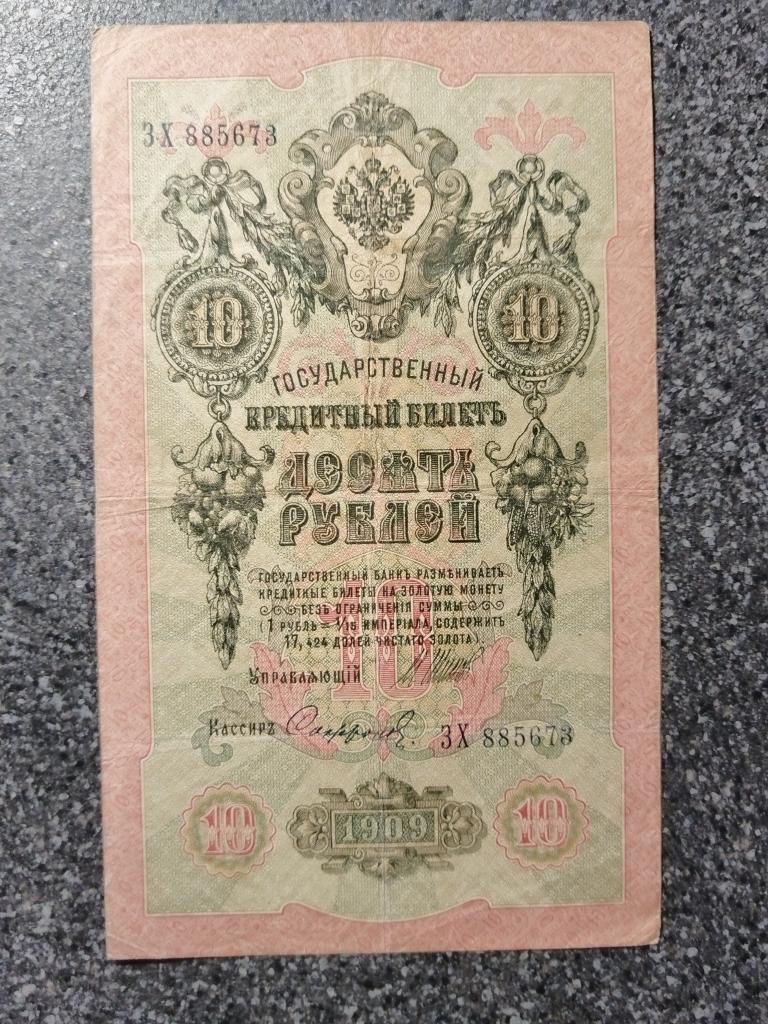 ЗХ 885673
10 10
ГОСУДАРСТВЕННЫЙ
КРЕДИТНЫЙ БИЛЕТЪ
ДЕСЯТЬ
РУБЛЕЙ
10
ГОСУДАРСТВЕННЫЙ БАНКЪ РАЗМѢНИВАЕТЪ
КРЕДИТНЫЕ БИЛЕТЫ НА ЗОЛОТУЮ МОНЕТУ
БЕЗЪ ОГРАНИЧЕНІЯ СУММЫ
(1 РУБЛЬ = 1/15 ИМПЕРІАЛА, СОДЕРЖИТЪ
17,424 ДОЛЕЙ ЧИСТАГО ЗОЛОТА).
УПРАВЛЯЮЩІЙ
КАССИРЪ
ЗХ 885673
10 1909 10